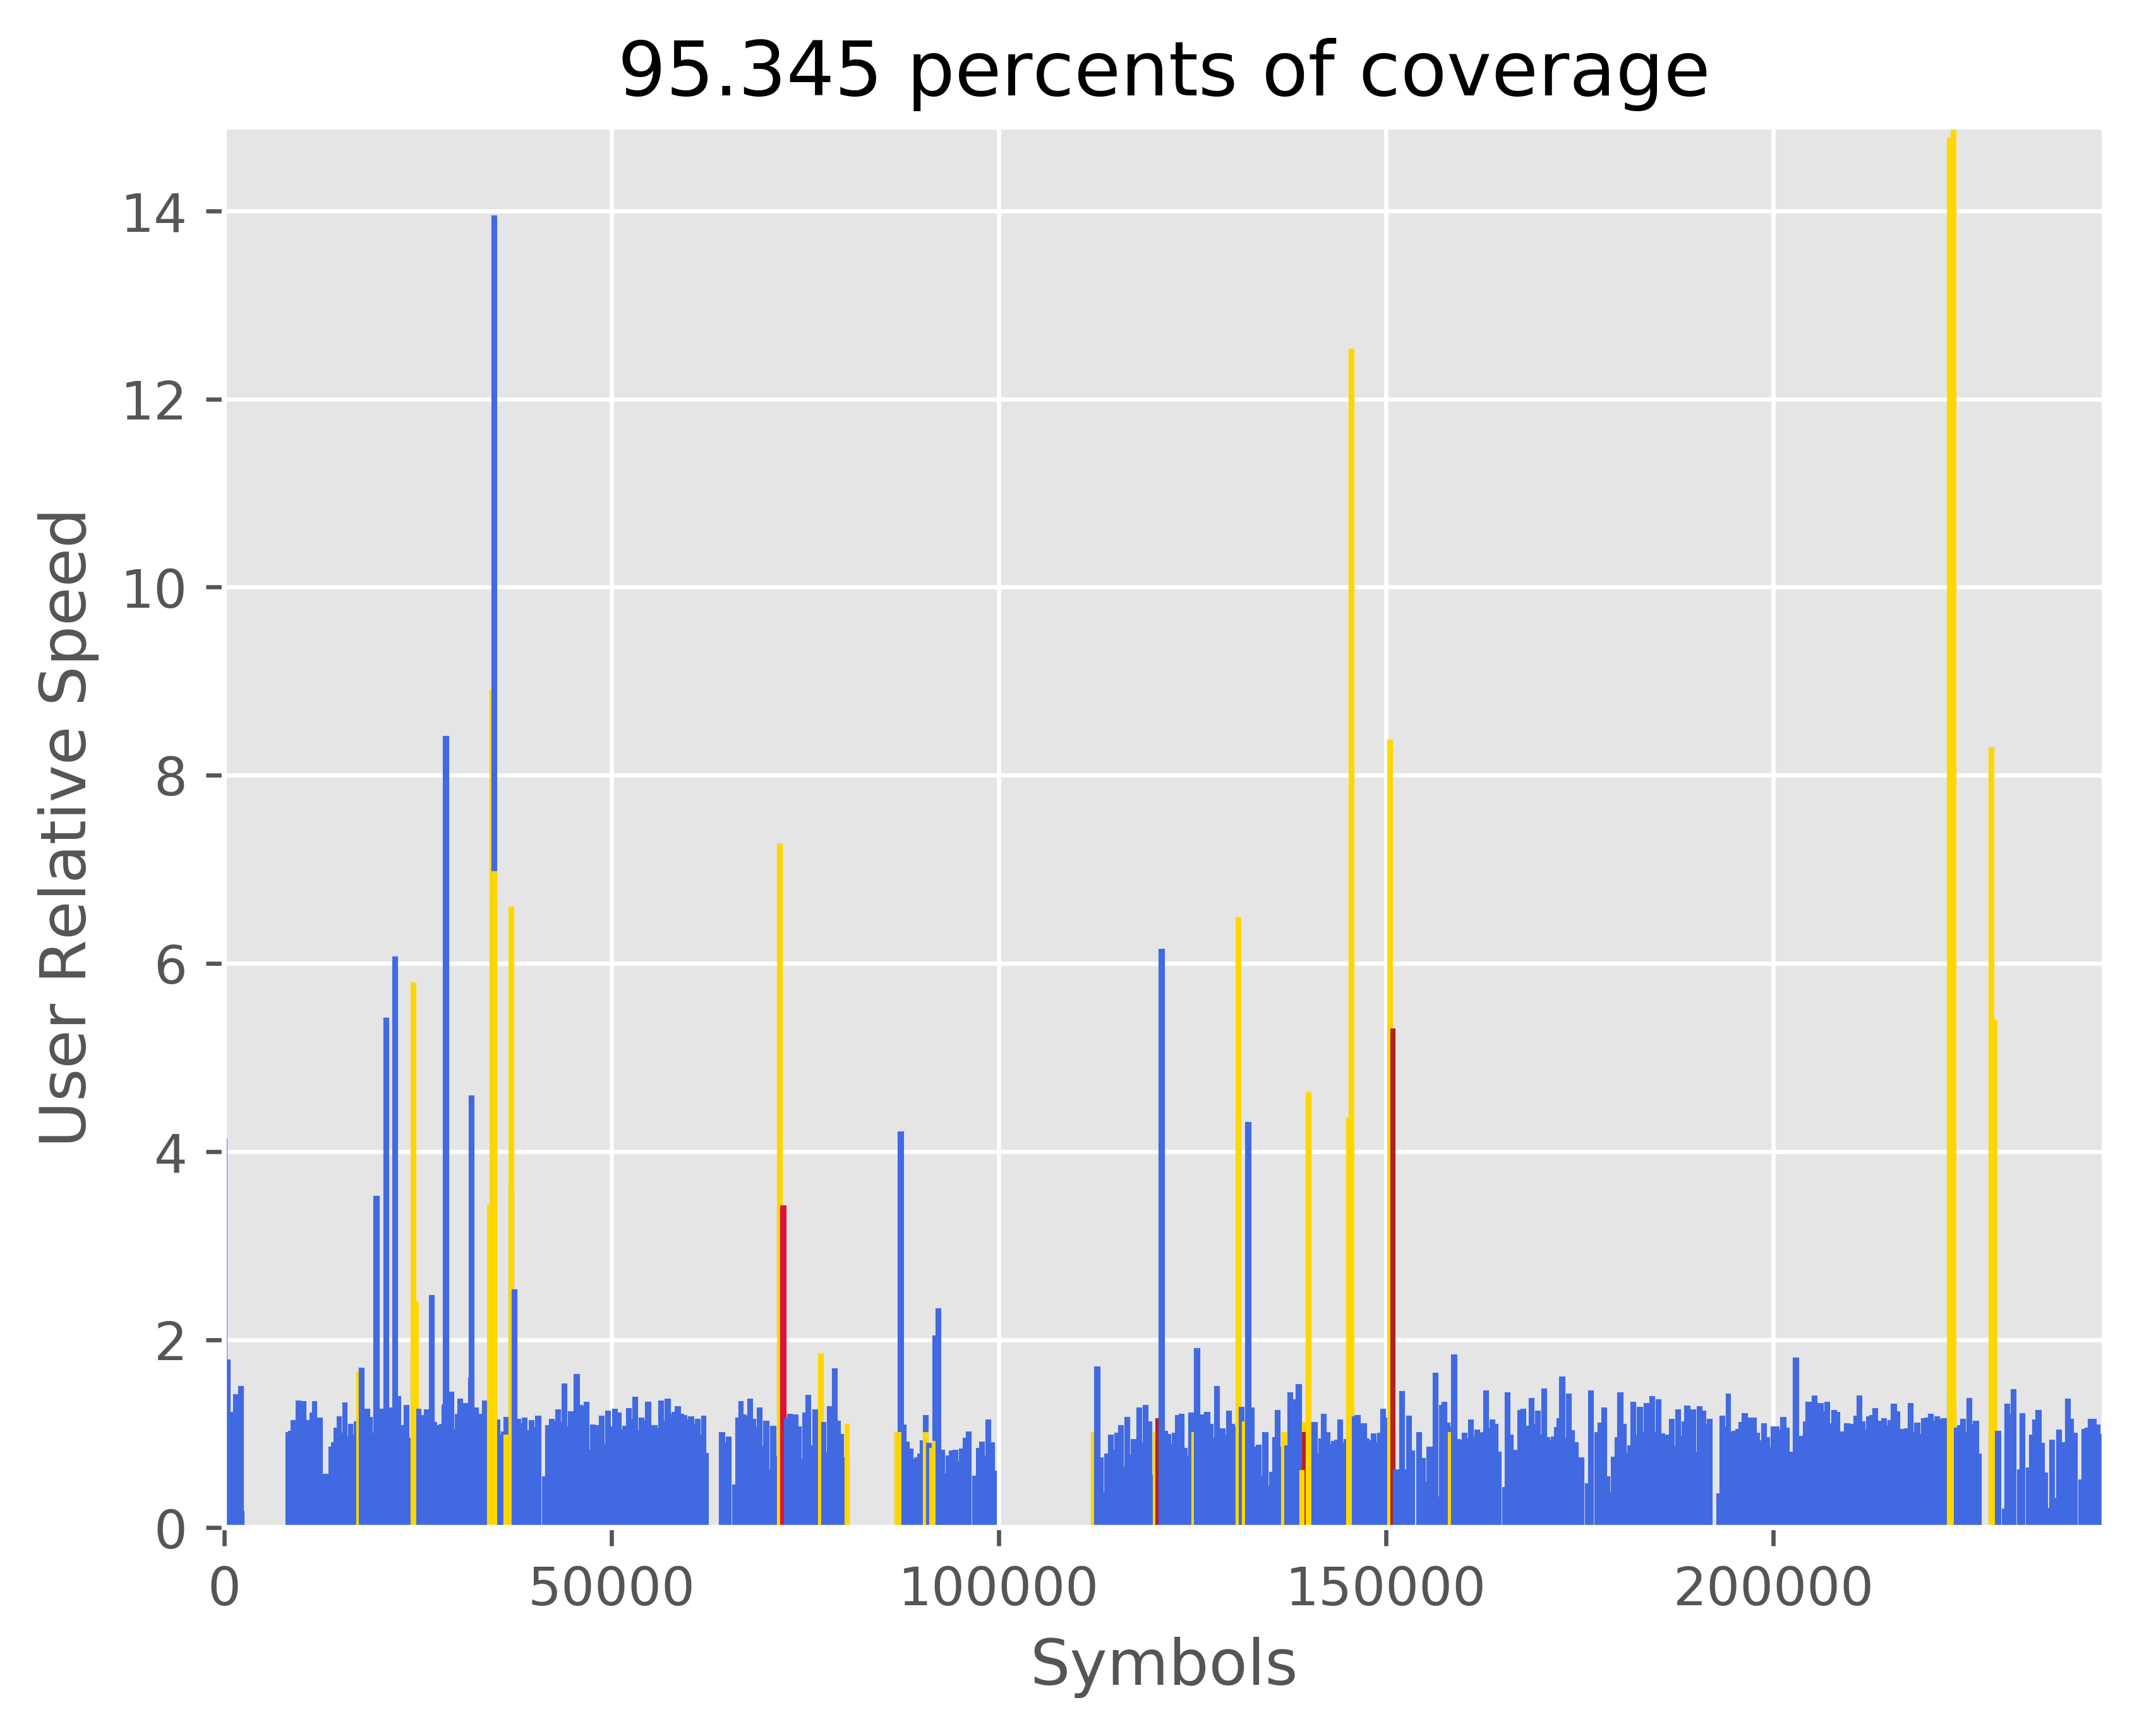 95.345 percents of coverage
14
12
10
8
6
4
2
0
User Relative Speed
0 50000 100000 150000 200000
Symbols